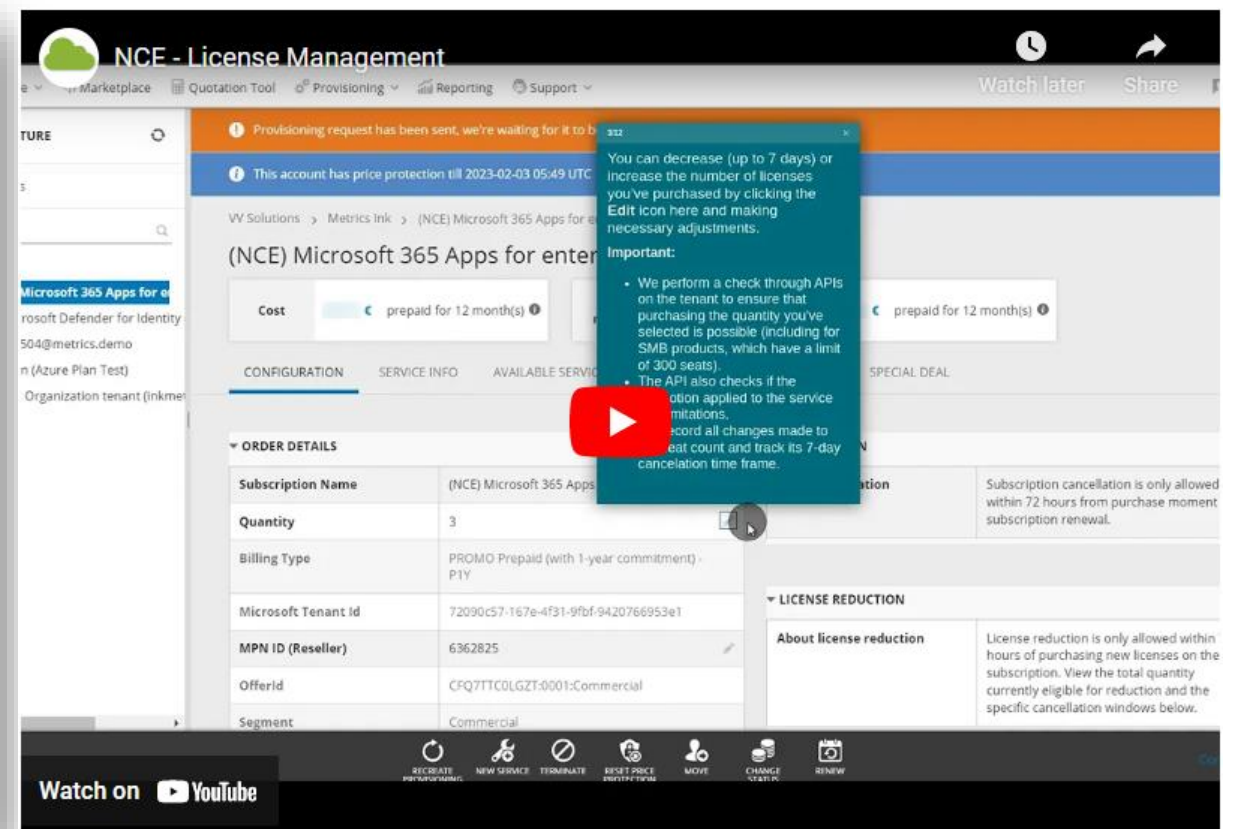 NCE - License Management
Watch later
Share
Marketplace
Quotation Tool
Provisioning
Reporting
Support
TURE
Provisioning request has been sent, we're waiting for it to b
This account has price protection till 2023-02-03 05:49 UTC
VV Solutions > Metrics Ink > (NCE) Microsoft 365 Apps for e
(NCE) Microsoft 365 Apps for enter
Microsoft 365 Apps for e
rosoft Defender for Identity
504@metrics.demo
n (Azure Plan Test)
Organization tenant (inkme
Cost
€ prepaid for 12 month(s)
€ prepaid for 12 month(s)
CONFIGURATION
SERVICE INFO
AVAILABLE SERVIC
SPECIAL DEAL
3\12
You can decrease (up to 7 days) or
increase the number of licenses
you've purchased by clicking the
Edit icon here and making
necessary adjustments.
Important:
• We perform a check through APIs
on the tenant to ensure that
purchasing the quantity you've
selected is possible (including for
SMB products, which have a limit
of 300 seats).
• The API also checks if the
otion applied to the service
mitations.
ecord all changes made to
eat count and track its 7-day
cancelation time frame.
ORDER DETAILS
Subscription Name
(NCE) Microsoft 365 Apps
Quantity
3
Billing Type
PROMO Prepaid (with 1-year commitment) -
P1Y
Microsoft Tenant Id
72090c57-167e-4f31-9fbf-9420766953e1
MPN ID (Reseller)
6362825
OfferId
CFQ7TTC0LGZT:0001:Commercial
Segment
Commercial
N
ation
Subscription cancellation is only allowed
within 72 hours from purchase moment
subscription renewal.
LICENSE REDUCTION
About license reduction
License reduction is only allowed within
hours of purchasing new licenses on the
subscription. View the total quantity
currently eligible for reduction and the
specific cancellation windows below.
RECREATE
PROVISIONING
NEW SERVICE
TERMINATE
RESET PRICE
PROTECTION
MOVE
CHANGE
STATUS
RENEW
Watch on YouTube